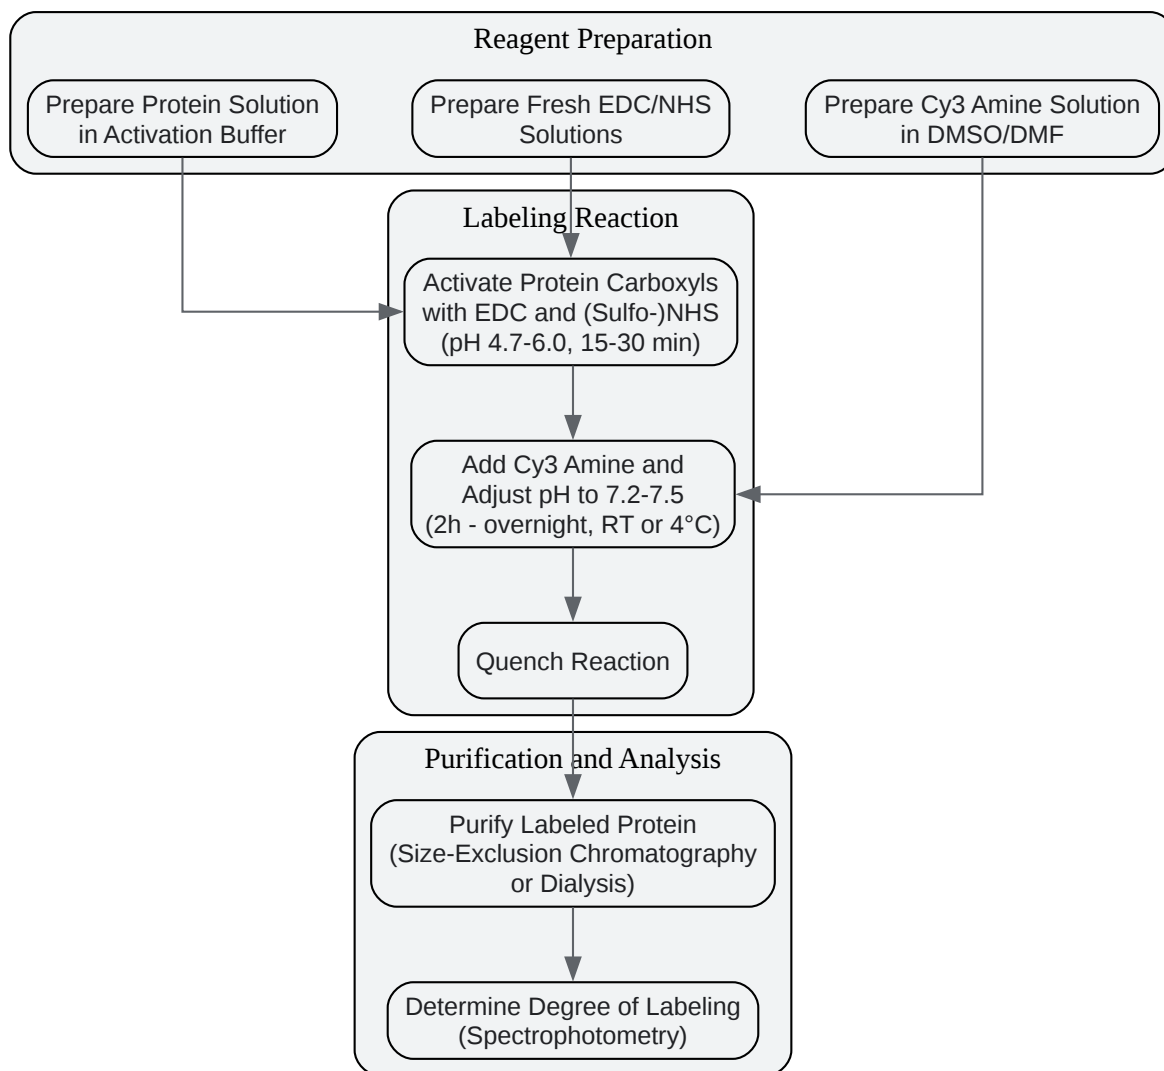 Reagent Preparation
Prepare Protein Solution
in Activation Buffer
Prepare Fresh EDC/NHS
Solutions
Prepare Cy3 Amine Solution
in DMSO/DMF
Labeling Reaction
Activate Protein Carboxyls
with EDC and (Sulfo-)NHS
(pH 4.7-6.0, 15-30 min)
Add Cy3 Amine and
Adjust pH to 7.2-7.5
(2h - overnight, RT or 4°C)
Quench Reaction
Purification and Analysis
Purify Labeled Protein
(Size-Exclusion Chromatography
or Dialysis)
Determine Degree of Labeling
(Spectrophotometry)